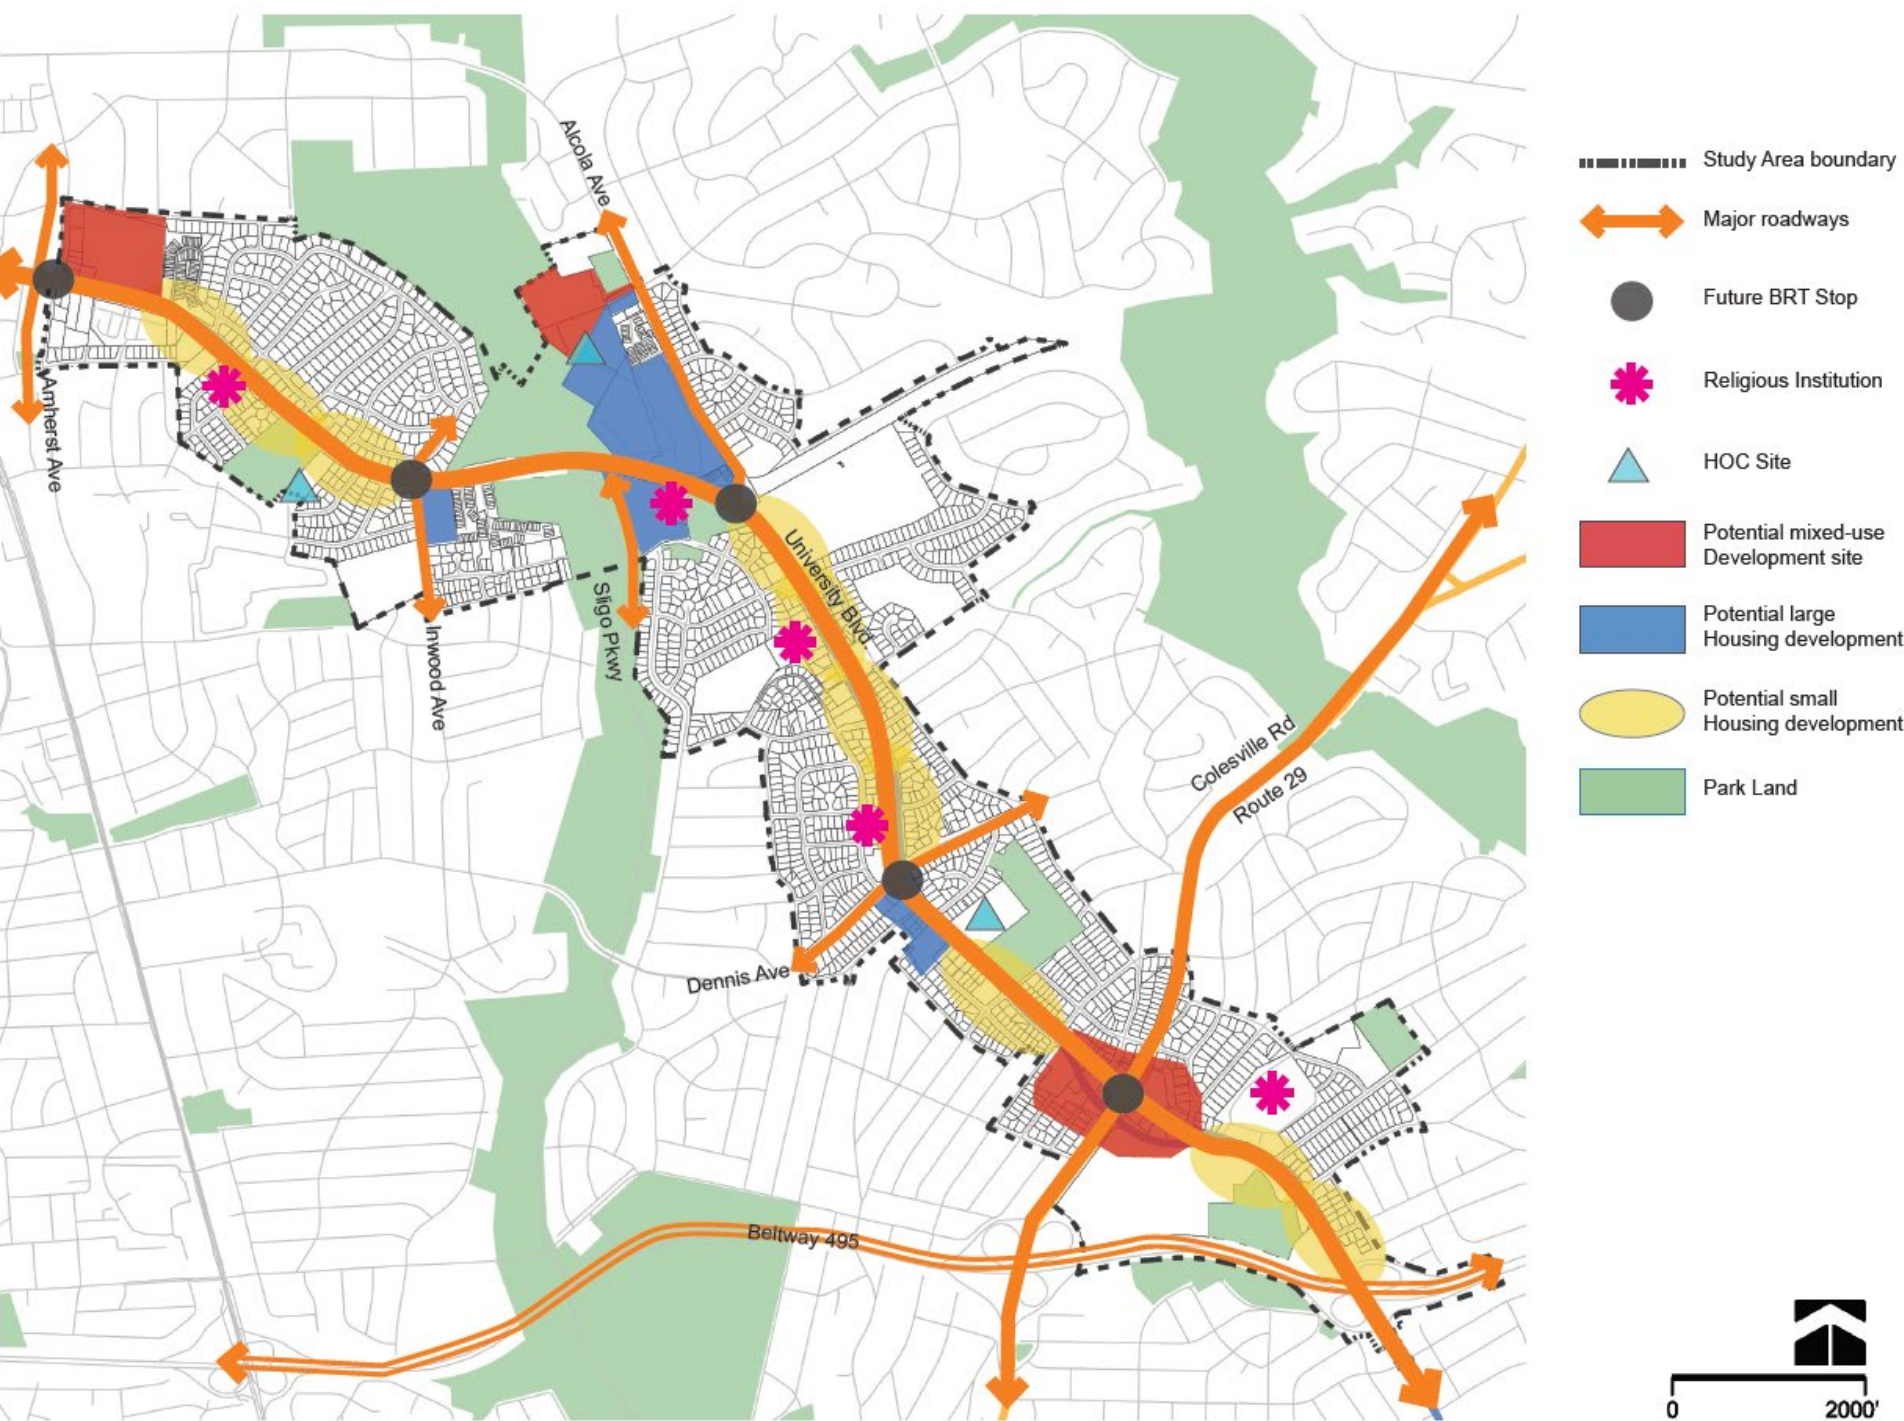 Alcola Ave
Amherst Ave
Inwood Ave
Sligo Pkwy
University Blvd
Dennis Ave
Colesville Rd
Route 29
Beltway 495
Study Area boundary
Major roadways
Future BRT Stop
Religious Institution
HOC Site
Potential mixed-use
Development site
Potential large
Housing development
Potential small
Housing development
Park Land
0 2000'